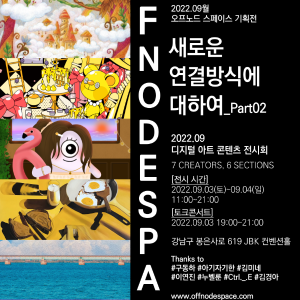 FNODESPA
2022.09월
오프노드 스페이스 기획전
새로운
연결방식에
대하여_Part02
2022.09
디지털 아트 콘텐츠 전시회
7 CREATORS, 6 SECTIONS
[전시 시간]
2022.09.03(토)~09.04(일)
11:00~21:00
[토크콘서트]
2022.09.03 19:00~21:00
강남구 봉은사로 619 JBK 컨벤션홀
Thanks to
#구동하 #아기자기한 #김미네
#이연진 #누벨룬 #Ctrl_E #김경아
www.offnodespace.com